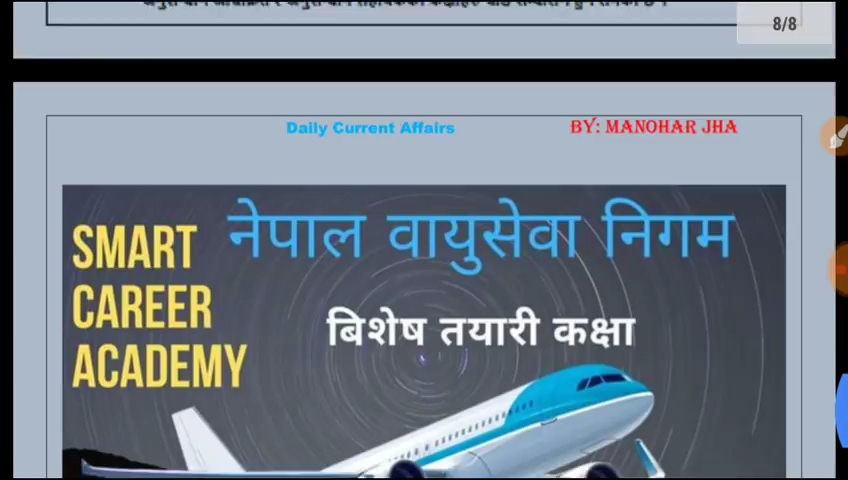 8/8
Daily Current Affairs
BY: MANOHAR JHA
SMART
CAREER
ACADEMY
नेपाल वायुसेवा निगम
बिशेष तयारी कक्षा